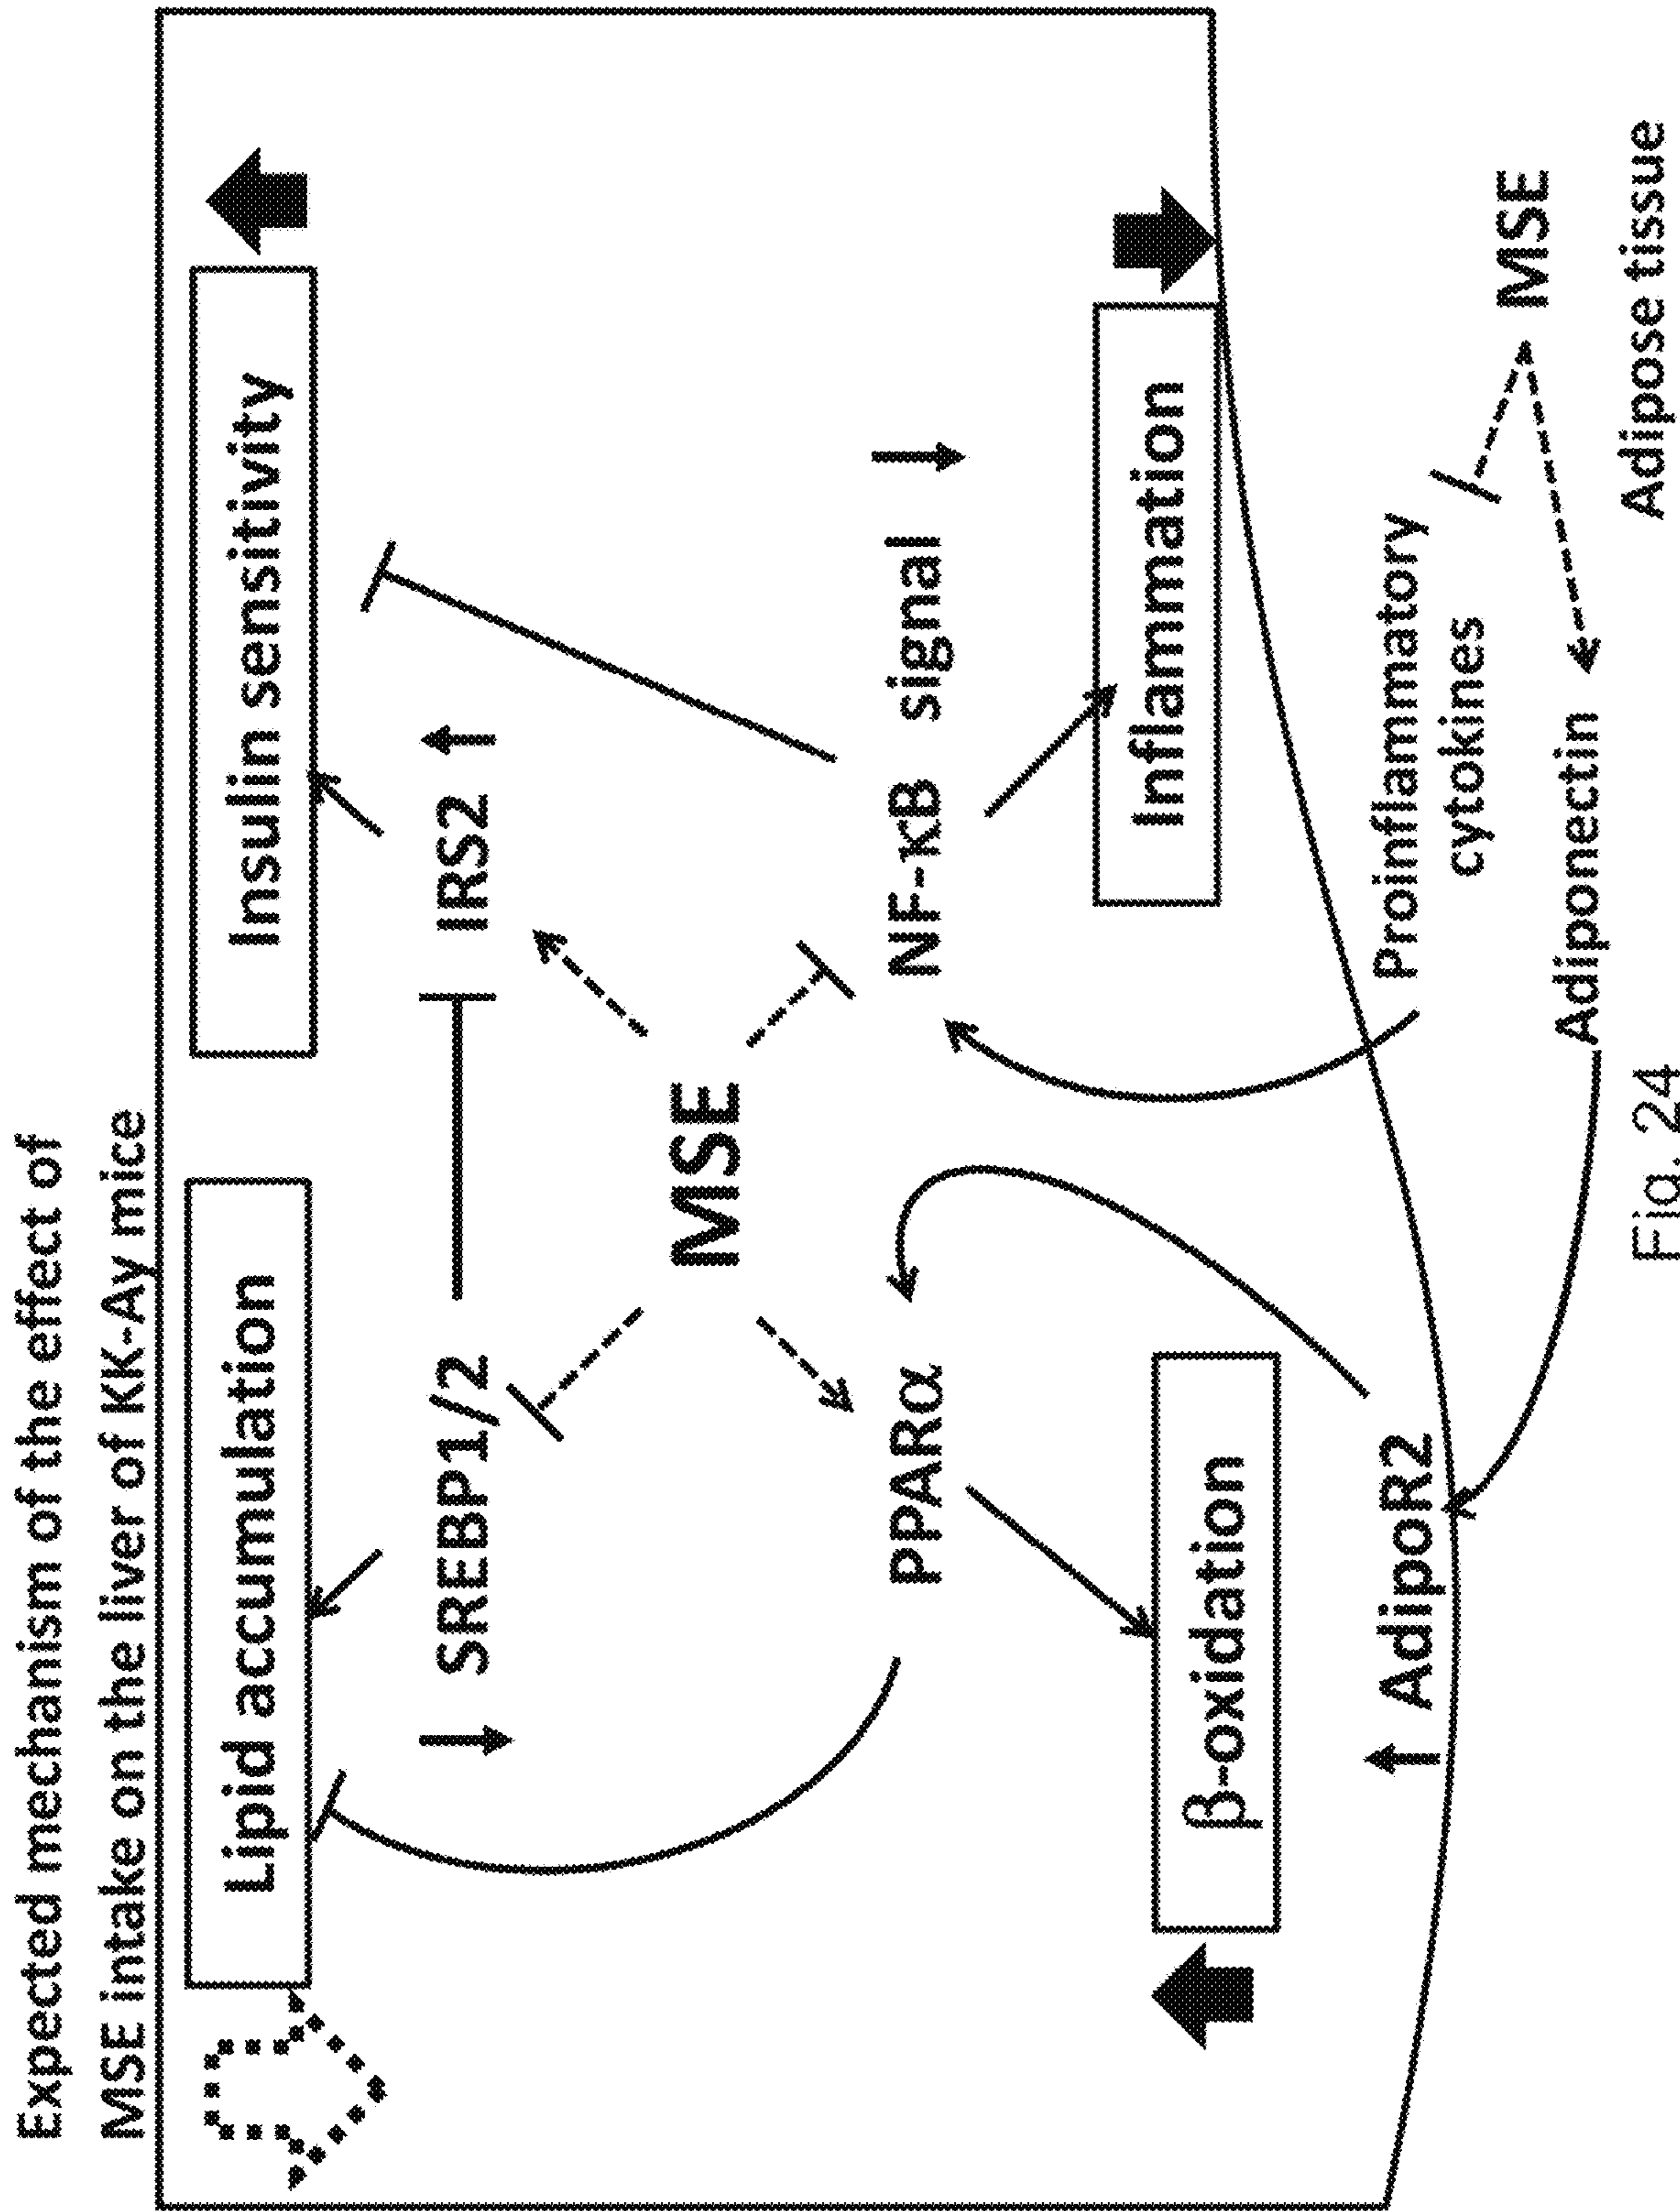 Expected mechanism of the effect of
MSE intake on the liver of KK-Ay mice
Lipid accumulation
Insulin sensitivity
SREBP1/2
IRS2
MSE
PPARα
NF-κB signal
β-oxidation
Inflammation
AdipoR2
Proinflammatory
cytokines
MSE
Adiponectin
Adipose tissue
Fig. 24